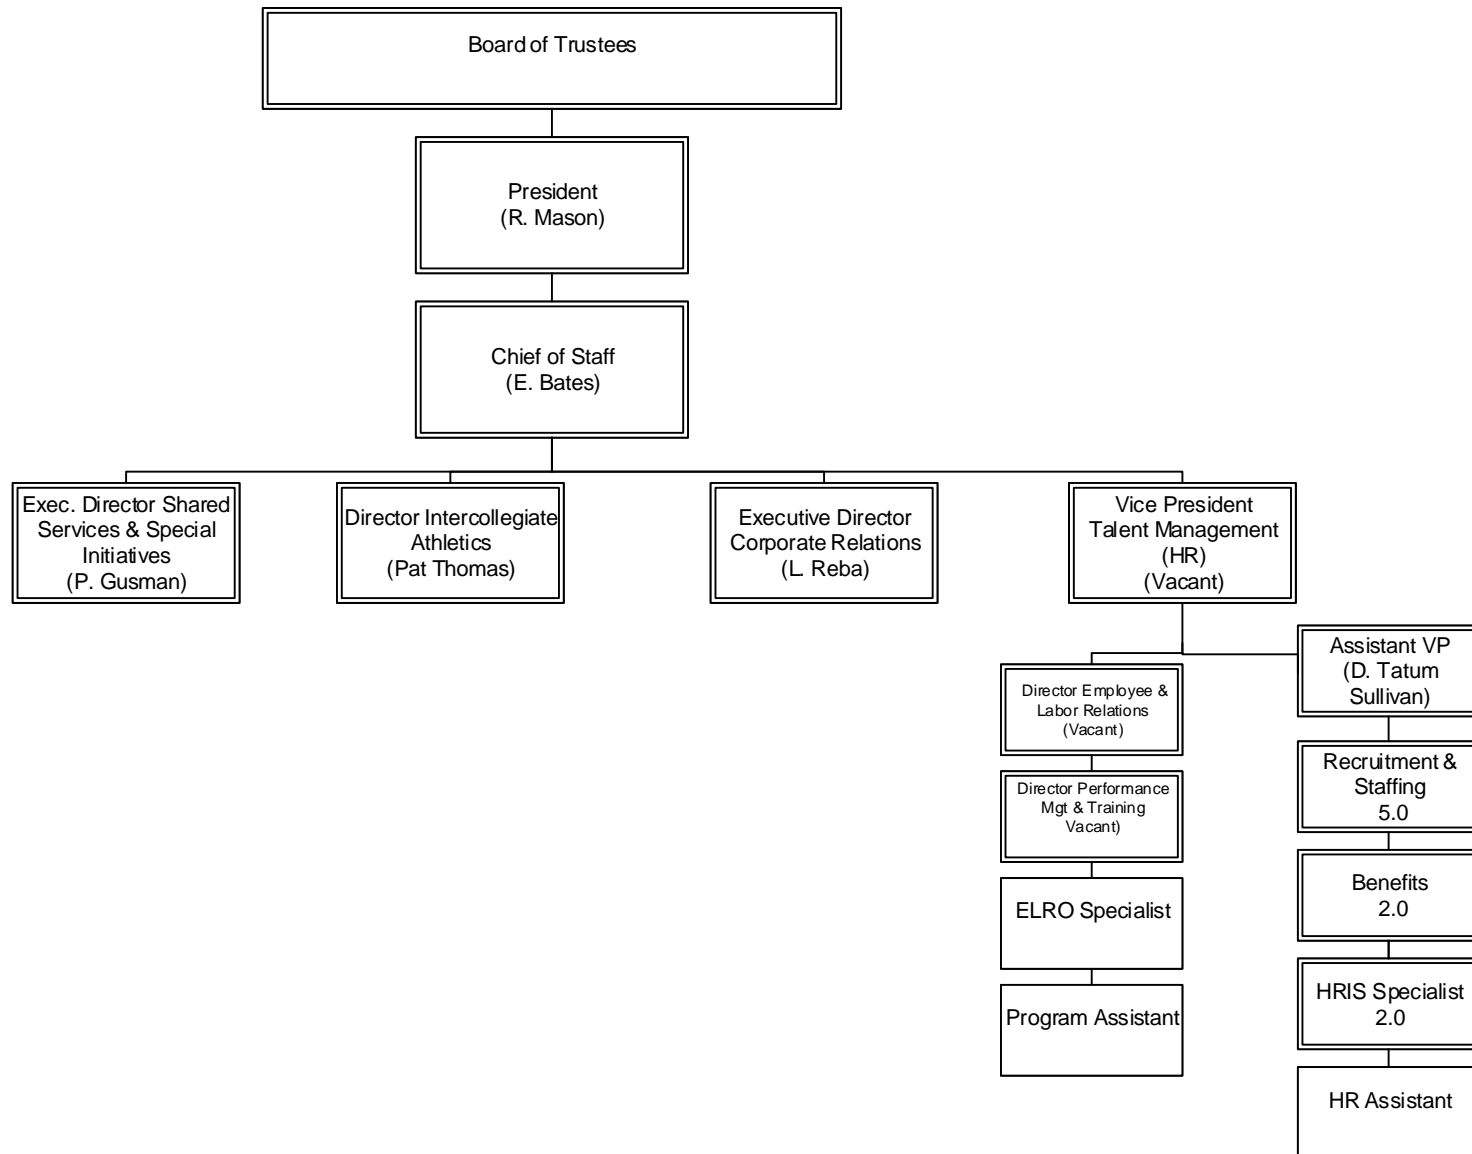 Board of Trustees
President
(R. Mason)
Chief of Staff
(E. Bates)
Exec. Director Shared
Services & Special
Initiatives
(P. Gusman)
Director Intercollegiate
Athletics
(Pat Thomas)
Executive Director
Corporate Relations
(L. Reba)
Vice President
Talent Management
(HR)
(Vacant)
Director Employee &
Labor Relations
(Vacant)
Director Performance
Mgt & Training
Vacant)
ELRO Specialist
Program Assistant
Assistant VP
(D. Tatum
Sullivan)
Recruitment &
Staffing
5.0
Benefits
2.0
HRIS Specialist
2.0
HR Assistant